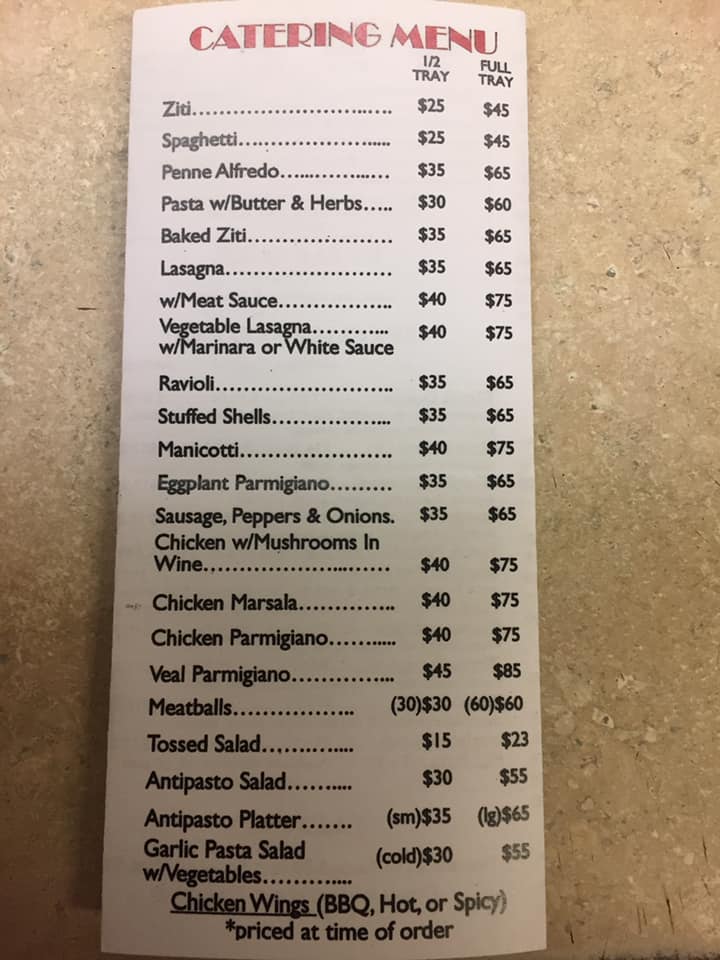 CATERING MENU
1/2 TRAY FULL TRAY
Ziti........................... $25 $45
Spaghetti........................ $25 $45
Penne Alfredo.................. $35 $65
Pasta w/Butter & Herbs..... $30 $60
Baked Ziti..................... $35 $65
Lasagna........................ $35 $65
w/Meat Sauce................. $40 $75
Vegetable Lasagna........... $40 $75
w/Marinara or White Sauce
Ravioli.......................... $35 $65
Stuffed Shells................. $35 $65
Manicotti...................... $40 $75
Eggplant Parmigiano......... $35 $65
Sausage, Peppers & Onions. $35 $65
Chicken w/Mushrooms In
Wine........................... $40 $75
Chicken Marsala.............. $40 $75
Chicken Parmigiano.......... $40 $75
Veal Parmigiano............... $45 $85
Meatballs.................. (30)$30 (60)$60
Tossed Salad.............. $15 $23
Antipasto Salad.......... $30 $55
Antipasto Platter....... (sm)$35 (lg)$65
Garlic Pasta Salad (cold)$30 $55
w/Vegetables.............
Chicken Wings (BBQ, Hot, or Spicy)
*priced at time of order